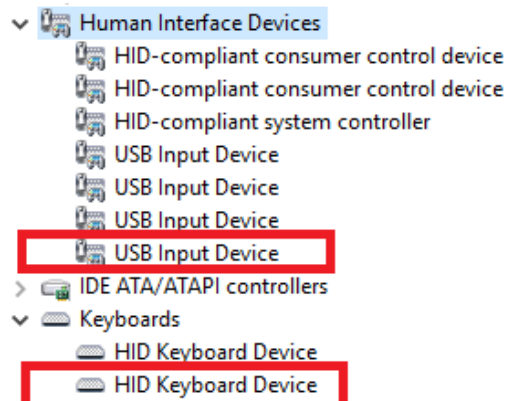 Human Interface Devices
HID-compliant consumer control device
HID-compliant consumer control device
HID-compliant system controller
USB Input Device
USB Input Device
USB Input Device
USB Input Device
IDE ATA/ATAPI controllers
Keyboards
HID Keyboard Device
HID Keyboard Device